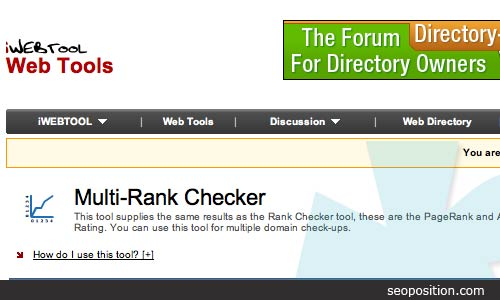 iWEBTOOL
Web Tools
The Forum
For Directory Owners
Directory-
iWEBTOOL | Web Tools | Discussion | Web Directory
You are
Multi-Rank Checker
This tool supplies the same results as the Rank Checker tool, these are the PageRank and A
Rating. You can use this tool for multiple domain check-ups.
How do I use this tool? [+]
seoposition.com